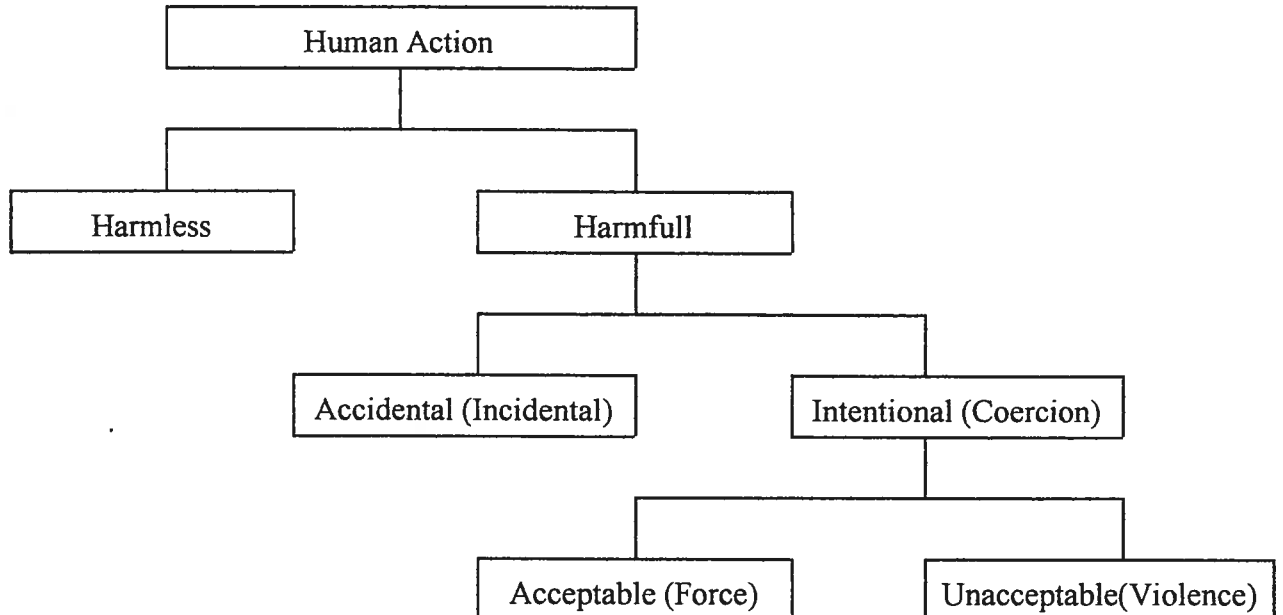 Human Action
Harmless
Harmfull
Accidental (Incidental)
Intentional (Coercion)
Acceptable (Force)
Unacceptable(Violence)